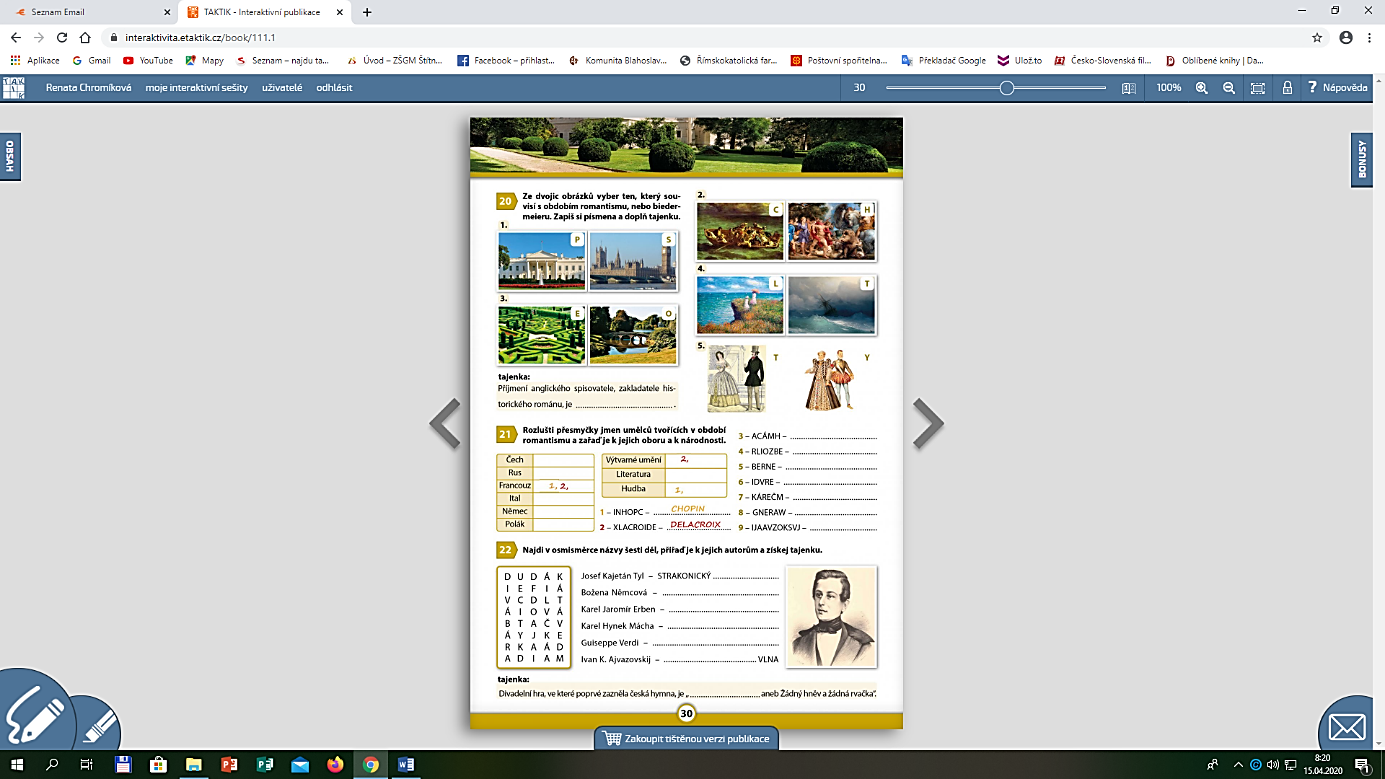 Seznam Email
TAKTIK - Interaktivní publikace
interaktivita.etaktik.cz/book/111.1
Aplikace
Gmail
YouTube
Mapy
Seznam – najdu ta...
Úvod – ZŠGM Štítn...
Facebook – přihlast...
Komunita Blahoslav...
Římskokatolická far...
Poštovní spořitelna...
Překladač Google
Ulož.to
Česko-Slovenská fil...
Oblíbené knihy | Da...
Renata Chromíková
moje interaktivní sešity
uživatelé
odhlásit
30
100%
? Nápověda
OBSAH
BONUSY
20 Ze dvojic obrázků vyber ten, který sou-
visí s obdobím romantismu, nebo bieder-
meieru. Zapiš si písmena a doplň tajenku.
1.
P
S
2.
C
H
3.
E
O
4.
L
T
5.
T
Y
tajenka:
Příjmení anglického spisovatele, zakladatele his-
torického románu, je .
21 Rozlušti přesmyčky jmen umělců tvořících v období
romantismu a zařaď je k jejich oboru a k národnosti.
Čech
Rus
Francouz 1, 2,
Ital
Němec
Polák
Výtvarné umění 2,
Literatura
Hudba 1,
1 – INHOPC – CHOPIN
2 – XLACROIDE – DELACROIX
3 – ACÁMH –
4 – RLIOZBE –
5 – BERNE –
6 – IDVRE –
7 – KÁREČM –
8 – GNERAW –
9 – IJAAVZOKSVJ –
22 Najdi v osmisměrce názvy šesti děl, přiřaď je k jejich autorům a získej tajenku.
D U D Á K
I E F I Á
V C D L T
Á I O V Á
B T A Č V
Á Y J K E
R K A Á D
A D I A M
Josef Kajetán Tyl – STRAKONICKÝ
Božena Němcová –
Karel Jaromír Erben –
Karel Hynek Mácha –
Guiseppe Verdi –
Ivan K. Ajvazovskij – VLNA
tajenka:
Divadelní hra, ve které poprvé zazněla česká hymna, je „ aneb Žádný hněv a žádná rvačka“.
30
Zakoupit tištěnou verzi publikace
8:20
15.04.2020